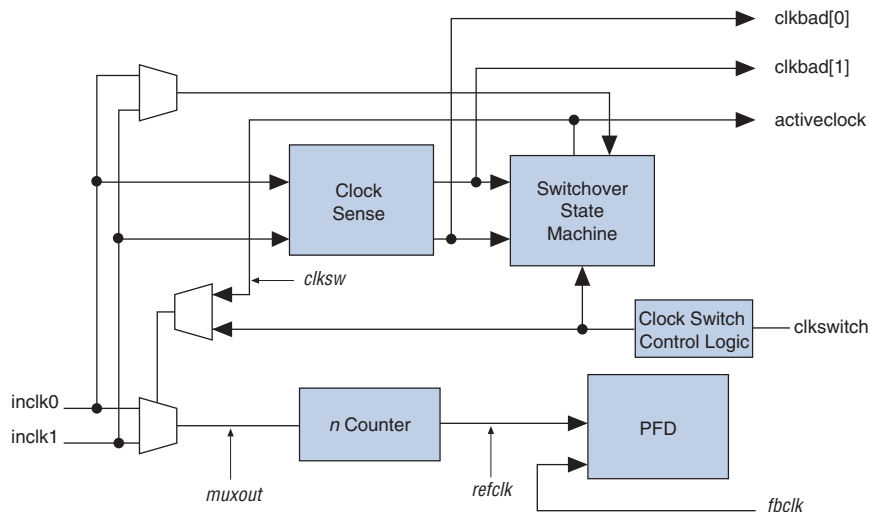 clkbad[0]
clkbad[1]
activeclock
Clock
Sense
Switchover
State
Machine
clksw
Clock Switch
Control Logic
clkswitch
inclk0
inclk1
n Counter
PFD
muxout
refclk
fbclk